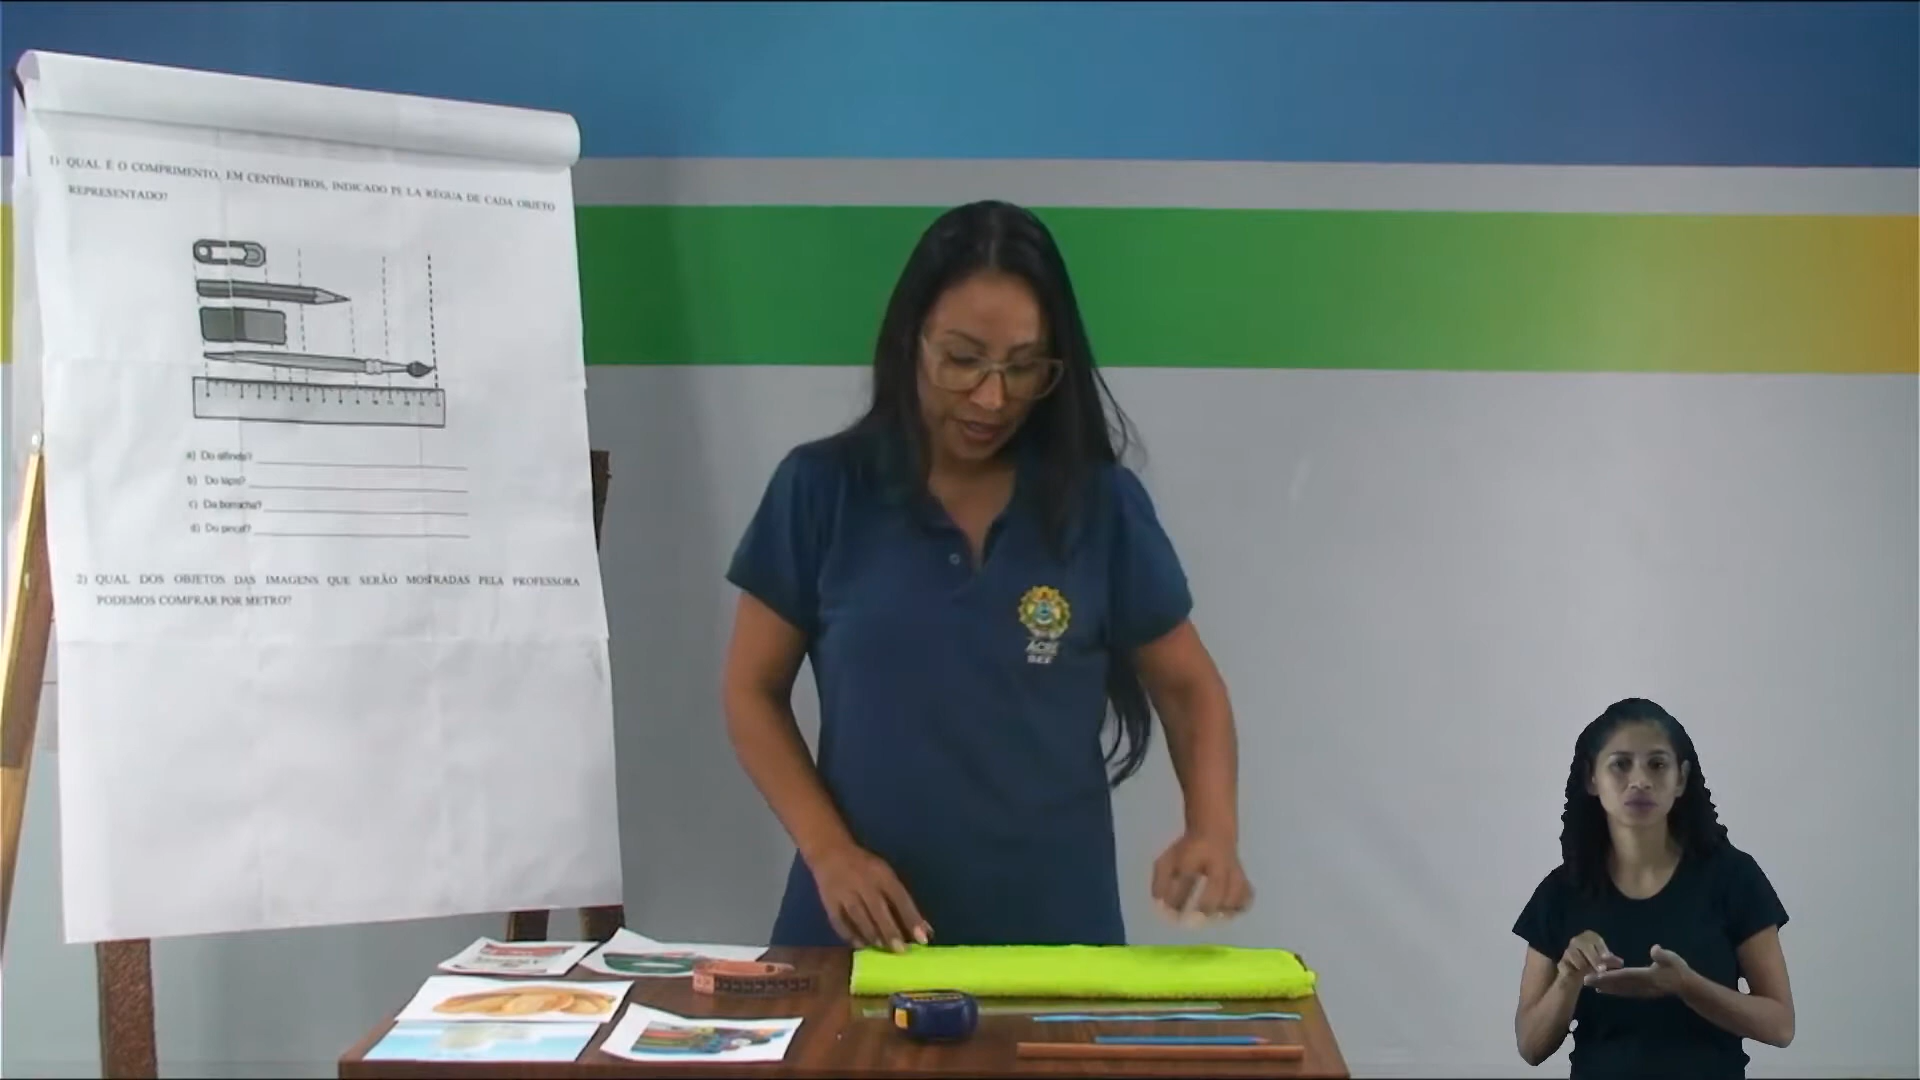 1) QUAL É O COMPRIMENTO, EM CENTÍMETROS, INDICADO PELA RÉGUA DE CADA OBJETO
REPRESENTADO?
a) Do alfinete?
b) Do lápis?
c) Da borracha?
d) Do pincel?
2) QUAL DOS OBJETOS DAS IMAGENS QUE SERÃO MOSTRADAS PELA PROFESSORA
PODEMOS COMPRAR POR METRO?
ACRE
SEE